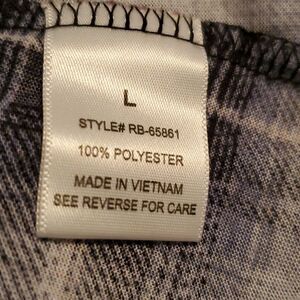 L
STYLE# RB-65861
100% POLYESTER
MADE IN VIETNAM
SEE REVERSE FOR CARE